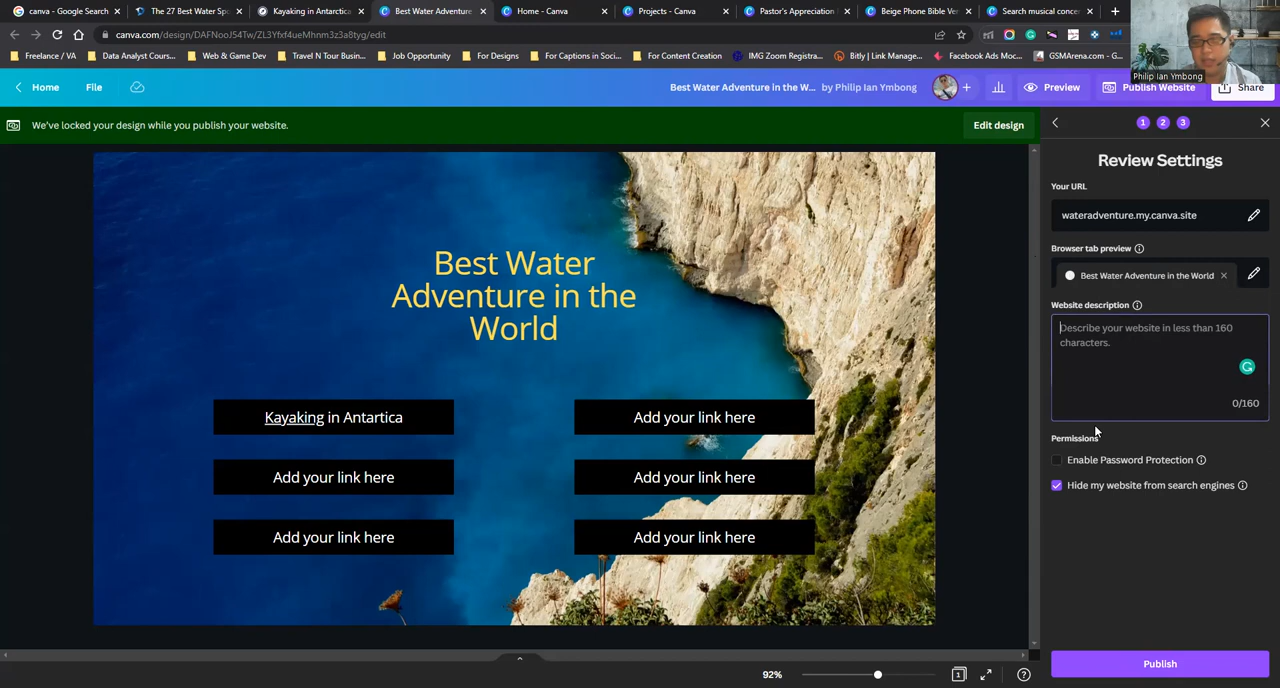 canva - Google Search
The 27 Best Water Spo
Kayaking in Antarctica
Best Water Adventure
Home - Canva
Projects - Canva
Pastor's Appreciation
Beige Phone Bible Ver
Search musical conce
canva.com/design/DAFNooJ54Tw/ZL3Yfxf4ueMhnm3z3a8tyg/edit
Freelance / VA
Data Analyst Cours...
Web & Game Dev
Travel N Tour Busin...
Job Opportunity
For Designs
For Captions in Soci...
For Content Creation
IMG Zoom Registra...
Bitly | Link Manage...
Facebook Ads Moc...
GSMArena.com - G...
Philip Ian Ymbong
Home
File
Best Water Adventure in the W... by Philip Ian Ymbong
Preview
Publish Website
Share
We've locked your design while you publish your website.
Edit design
1 2 3
Review Settings
Your URL
wateradventure.my.canva.site
Browser tab preview
Best Water Adventure in the World
Website description
Describe your website in less than 160
characters.
0/160
Permissions
Enable Password Protection
Hide my website from search engines
Publish
Best Water
Adventure in the
World
Kayaking in Antartica
Add your link here
Add your link here
Add your link here
Add your link here
Add your link here
92%
1